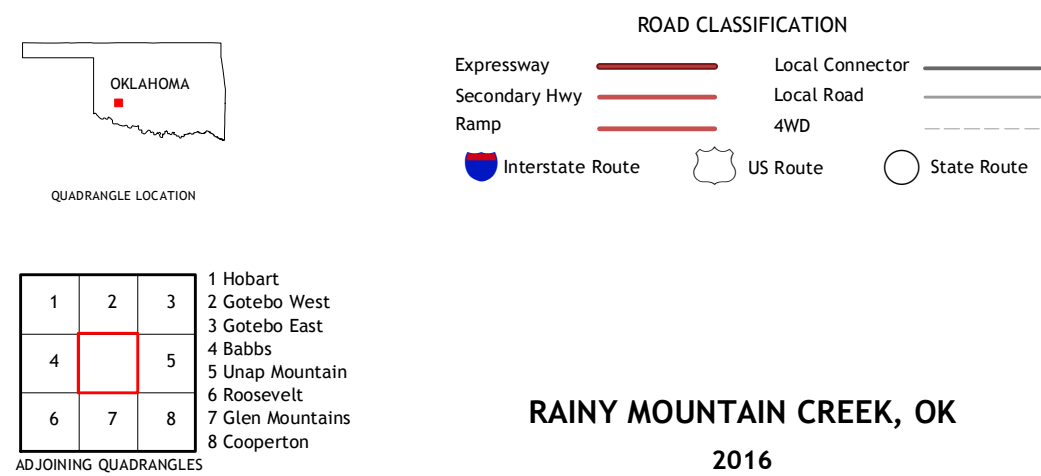 OKLAHOMA
QUADRANGLE LOCATION
ROAD CLASSIFICATION
Expressway
Secondary Hwy
Ramp
Local Connector
Local Road
4WD
Interstate Route
US Route
State Route
1 2 3
4 5
6 7 8
ADJOINING QUADRANGLES
1 Hobart
2 Gotebo West
3 Gotebo East
4 Babbs
5 Unap Mountain
6 Roosevelt
7 Glen Mountains
8 Cooperton
RAINY MOUNTAIN CREEK, OK
2016